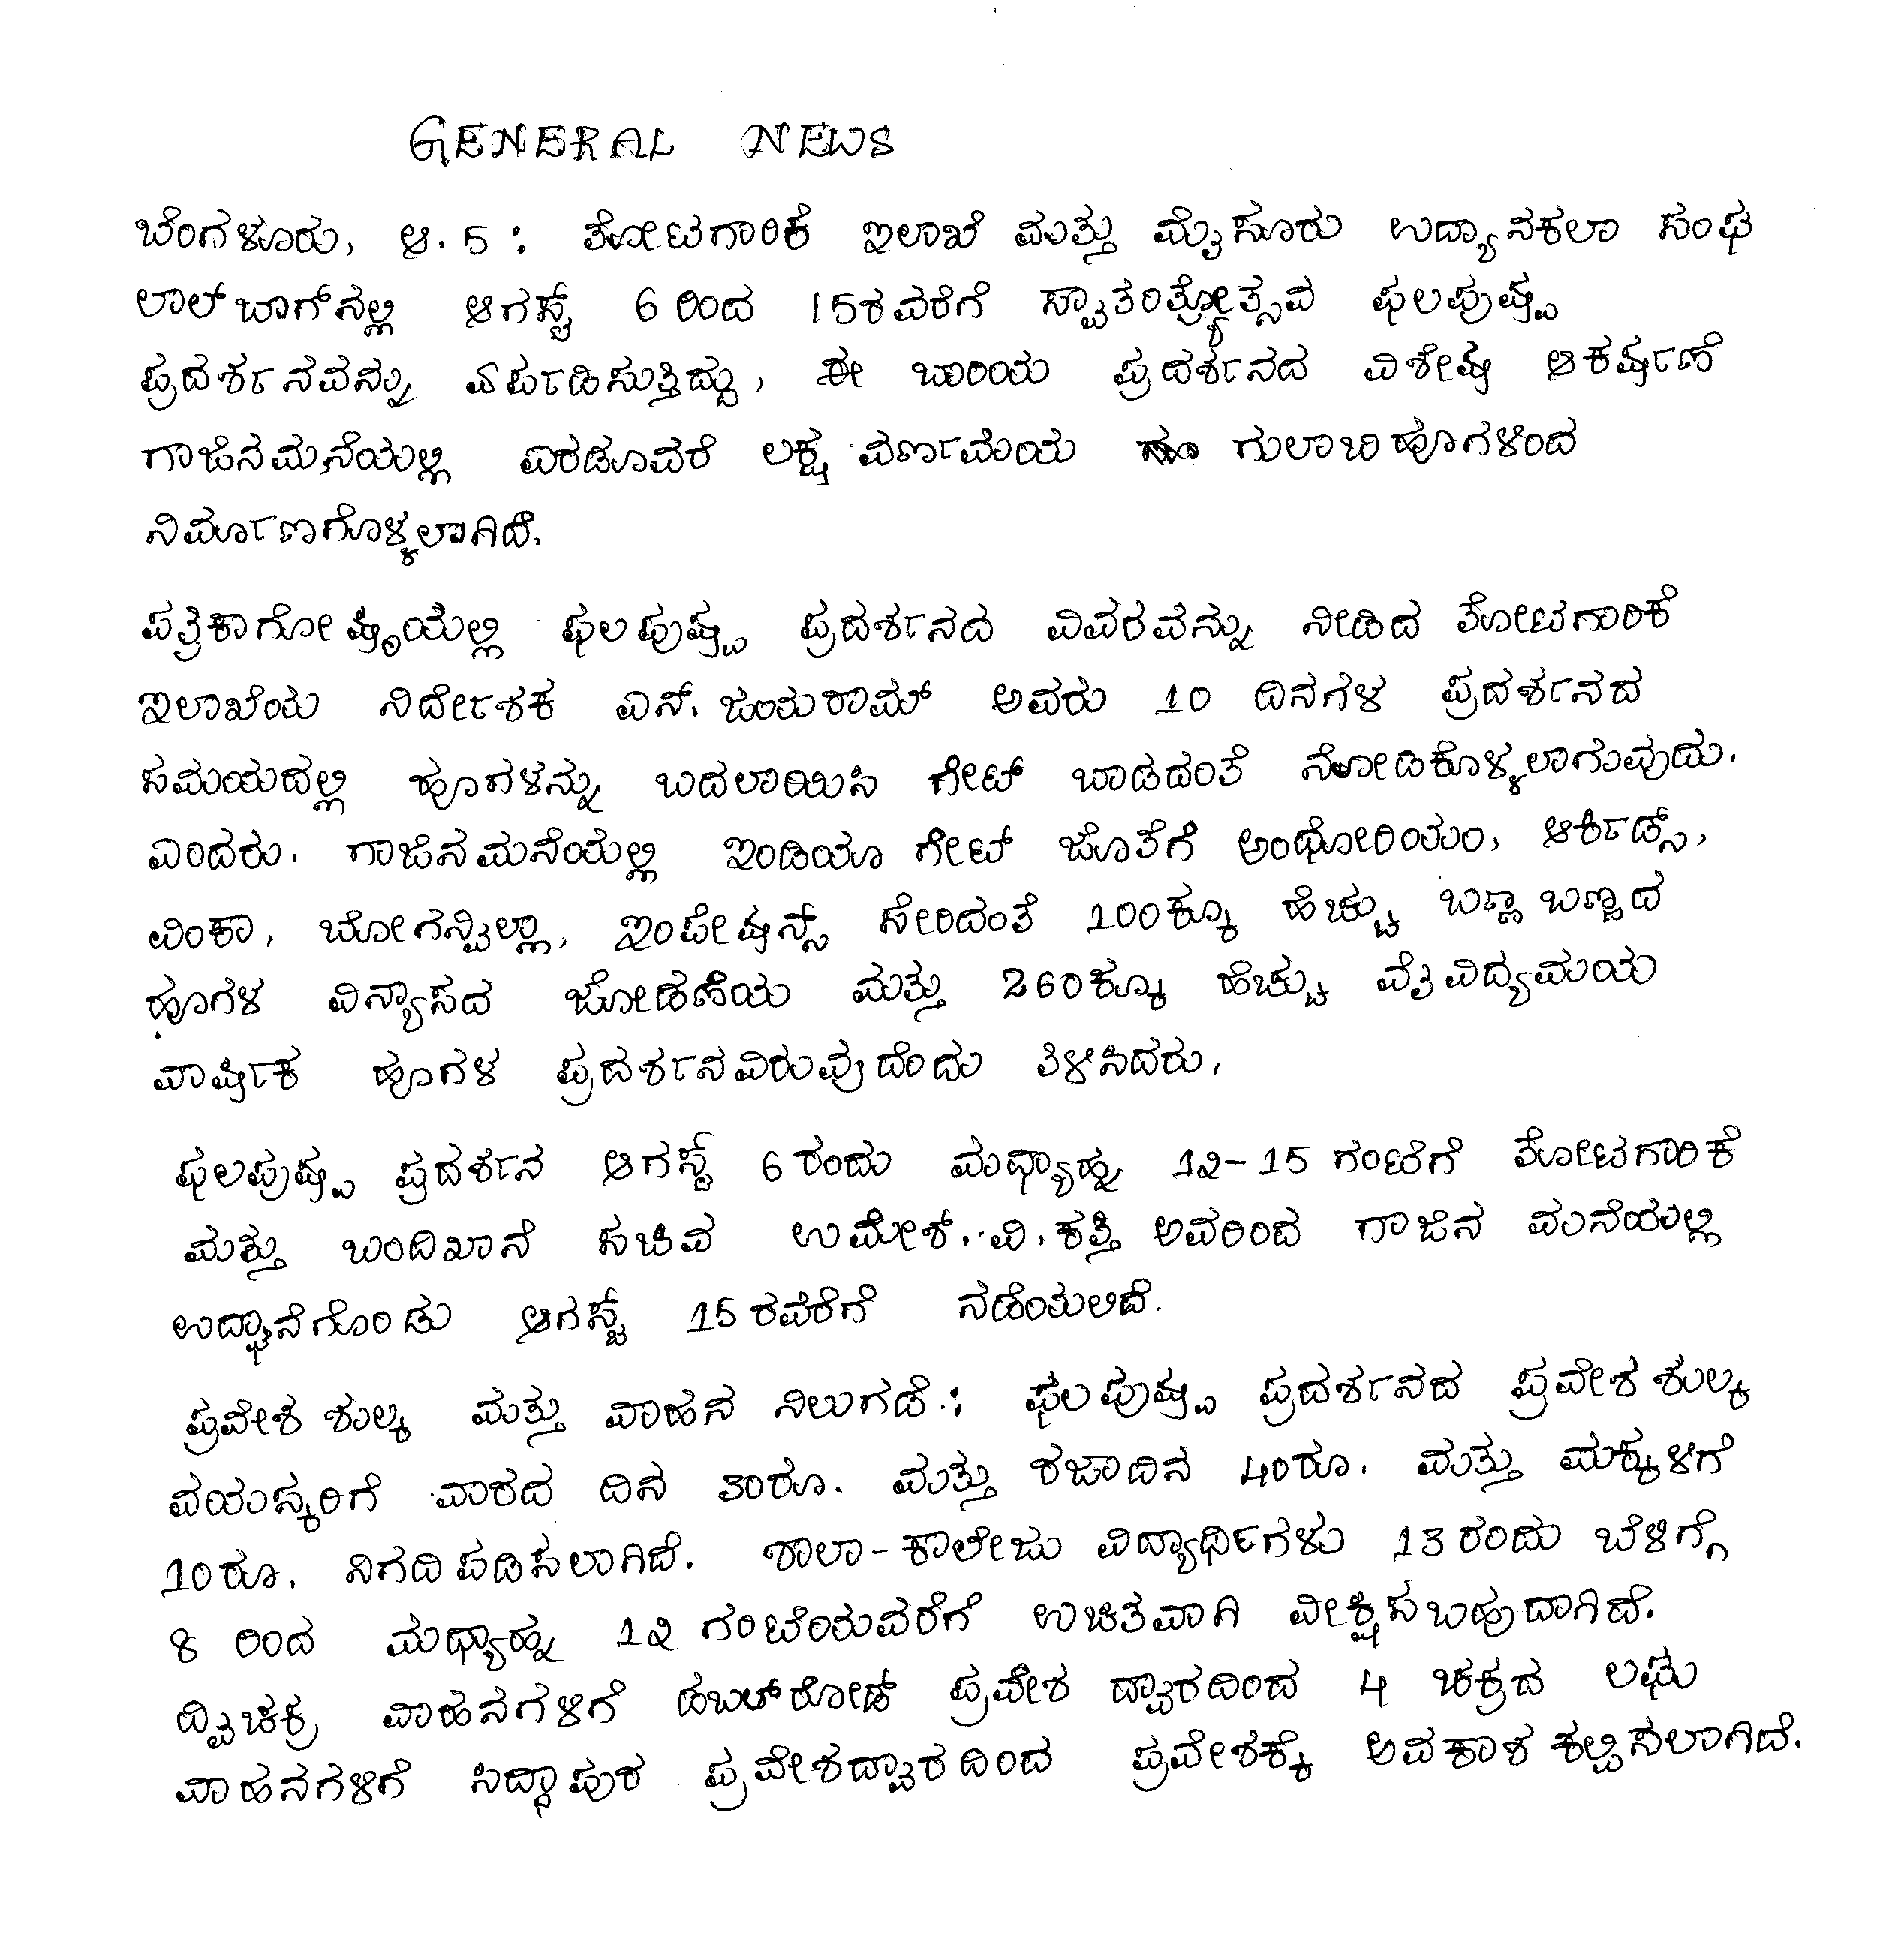 GENERAL NEWS
ಬೆಂಗಳೂರು, ಆ. 5 : ತೋಟಗಾರಿಕೆ ಇಲಾಖೆ ಮತ್ತು ಮೈಸೂರು ಉದ್ಯಾನಕಲಾ ಸಂಘ
ಲಾಲ್‌ಬಾಗ್‌ನಲ್ಲಿ ಆಗಸ್ಟ್ 6 ರಿಂದ 15ರವರೆಗೆ ಸ್ವಾತಂತ್ರ್ಯೋತ್ಸವ ಫಲಪುಷ್ಪ
ಪ್ರದರ್ಶನವನ್ನು ಏರ್ಪಡಿಸುತ್ತಿದ್ದು, ಈ ಬಾರಿಯ ಪ್ರದರ್ಶನದ ವಿಶೇಷ ಆಕರ್ಷಣೆ
ಗಾಜಿನಮನೆಯಲ್ಲಿ ಎರಡೂವರೆ ಲಕ್ಷ ವರ್ಣಮಯ ಗುಲಾಬಿಹೂಗಳಿಂದ
ನಿರ್ಮಾಣಗೊಳ್ಳಲಾಗಿದೆ.
ಪತ್ರಿಕಾಗೋಷ್ಠಿಯಲ್ಲಿ ಫಲಪುಷ್ಪ ಪ್ರದರ್ಶನದ ವಿವರವನ್ನು ನೀಡಿದ ತೋಟಗಾರಿಕೆ
ಇಲಾಖೆಯ ನಿರ್ದೇಶಕ ಎನ್. ಜಯರಾಮ್ ಅವರು 10 ದಿನಗಳ ಪ್ರದರ್ಶನದ
ಸಮಯದಲ್ಲಿ ಹೂಗಳನ್ನು ಬದಲಾಯಿಸಿ ಗೇಟ್ ಬಾಡದಂತೆ ನೋಡಿಕೊಳ್ಳಲಾಗುವುದು.
ಎಂದರು. ಗಾಜಿನಮನೆಯಲ್ಲಿ ಇಂಡಿಯಾ ಗೇಟ್ ಜೊತೆಗೆ ಅಂಥೋರಿಯಂ, ಆರ್ಕಿಡ್ಸ್,
ವಿಂಕಾ, ಬೋಗನ್ವಿಲ್ಲಾ, ಇಂಪೇಷನ್ಸ್ ಸೇರಿದಂತೆ 100ಕ್ಕೂ ಹೆಚ್ಚು ಬಣ್ಣಬಣ್ಣದ
ಹೂಗಳ ವಿನ್ಯಾಸದ ಜೋಡಣೆಯ ಮತ್ತು 260ಕ್ಕೂ ಹೆಚ್ಚು ವೈವಿದ್ಯಮಯ
ವಾರ್ಷಿಕ ಹೂಗಳ ಪ್ರದರ್ಶನವಿರುವುದೆಂದು ತಿಳಿಸಿದರು.
ಫಲಪುಷ್ಪ ಪ್ರದರ್ಶನ ಆಗಸ್ಟ್ 6 ರಂದು ಮಧ್ಯಾಹ್ನ 12-15 ಗಂಟೆಗೆ ತೋಟಗಾರಿಕೆ
ಮತ್ತು ಬಂದಿಖಾನೆ ಸಚಿವ ಉಮೇಶ್. ವಿ. ಕತ್ತಿ ಅವರಿಂದ ಗಾಜಿನ ಮನೆಯಲ್ಲಿ
ಉದ್ಘಾನೆಗೊಂಡು ಆಗಸ್ಟ್ 15 ರವರೆಗೆ ನಡೆಯಲಿದೆ.
ಪ್ರವೇಶ ಶುಲ್ಕ ಮತ್ತು ವಾಹನ ನಿಲುಗಡೆ : ಫಲಪುಷ್ಪ ಪ್ರದರ್ಶನದ ಪ್ರವೇಶ ಶುಲ್ಕ
ವಯಸ್ಕರಿಗೆ ವಾರದ ದಿನ 30ರೂ. ಮತ್ತು ರಜಾದಿನ 40ರೂ. ಮತ್ತು ಮಕ್ಕಳಿಗೆ
10ರೂ. ನಿಗದಿಪಡಿಸಲಾಗಿದೆ. ಶಾಲಾ-ಕಾಲೇಜು ವಿದ್ಯಾರ್ಥಿಗಳು 13 ರಂದು ಬೆಳಿಗ್ಗೆ
8 ರಿಂದ ಮಧ್ಯಾಹ್ನ 12 ಗಂಟೆಯವರೆಗೆ ಉಚಿತವಾಗಿ ವೀಕ್ಷಿಸಬಹುದಾಗಿದೆ.
ದ್ವಿಚಕ್ರ ವಾಹನಗಳಿಗೆ ಡಬಲ್‌ರೋಡ್ ಪ್ರವೇಶ ದ್ವಾರದಿಂದ 4 ಚಕ್ರದ ಲಘು
ವಾಹನಗಳಿಗೆ ಸಿದ್ಧಾಪುರ ಪ್ರವೇಶದ್ವಾರದಿಂದ ಪ್ರವೇಶಕ್ಕೆ ಅವಕಾಶ ಕಲ್ಪಿಸಲಾಗಿದೆ.